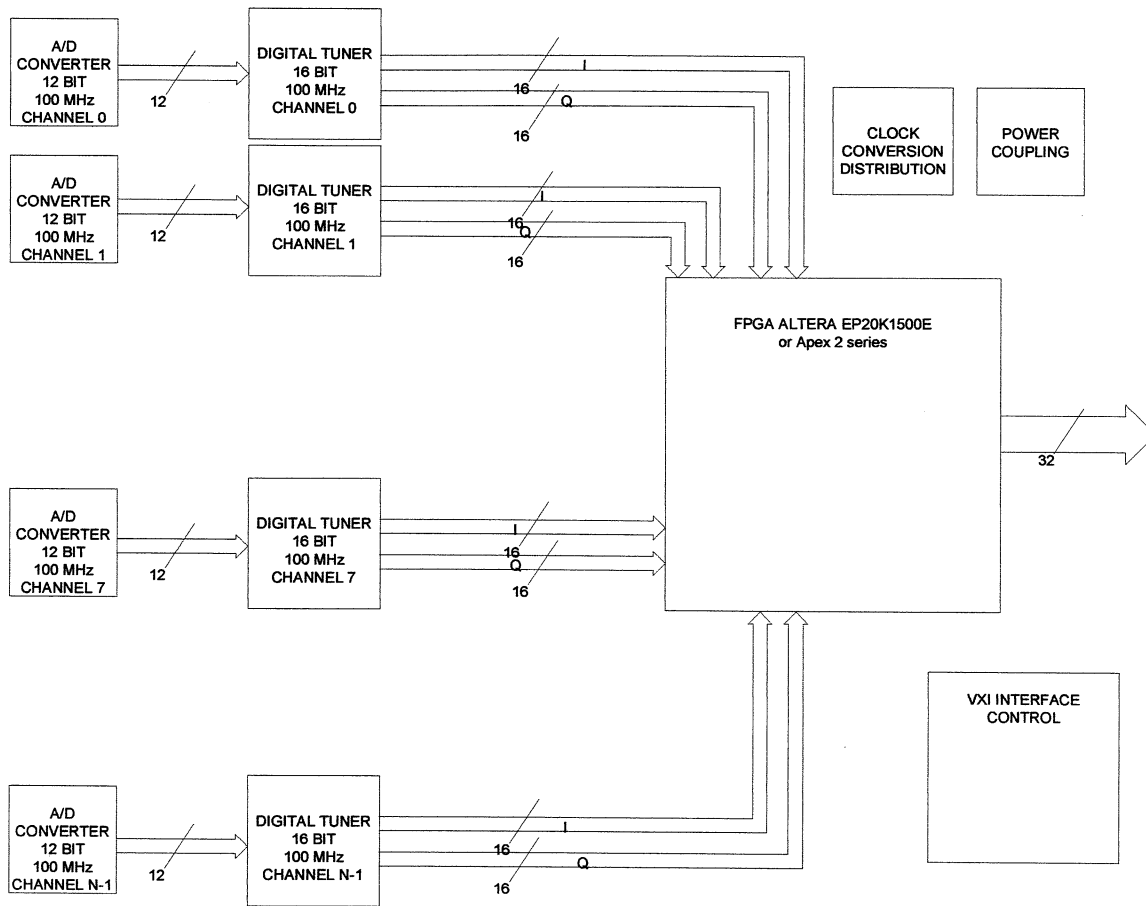 A/D
CONVERTER
12 BIT
100 MHz
CHANNEL 0
12
DIGITAL TUNER
16 BIT
100 MHz
CHANNEL 0
16
I
16
Q
CLOCK
CONVERSION
DISTRIBUTION
POWER
COUPLING
A/D
CONVERTER
12 BIT
100 MHz
CHANNEL 1
12
DIGITAL TUNER
16 BIT
100 MHz
CHANNEL 1
16
I
16
Q
FPGA ALTERA EP20K1500E
or Apex 2 series
32
A/D
CONVERTER
12 BIT
100 MHz
CHANNEL 7
12
DIGITAL TUNER
16 BIT
100 MHz
CHANNEL 7
16
I
16
Q
VXI INTERFACE
CONTROL
A/D
CONVERTER
12 BIT
100 MHz
CHANNEL N-1
12
DIGITAL TUNER
16 BIT
100 MHz
CHANNEL N-1
16
I
16
Q